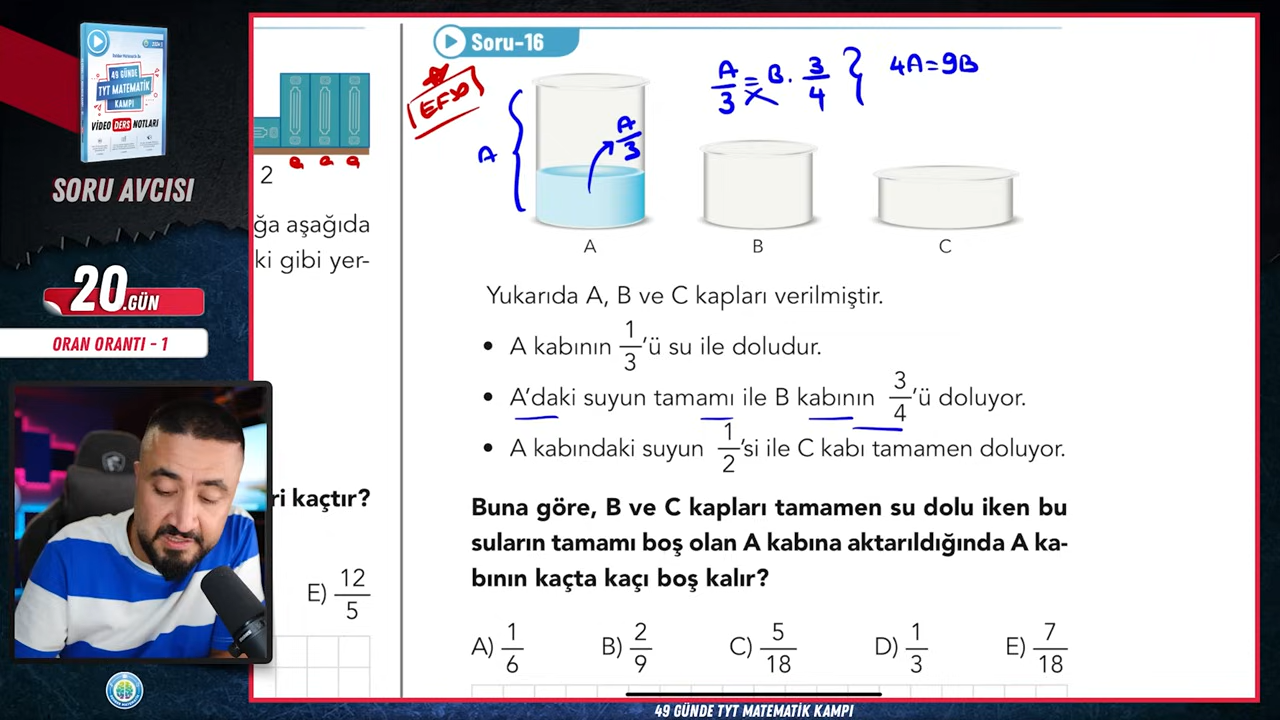 49 GÜNDE
TYT MATEMATİK
KAMPI
VİDEO DERS NOTLARI
SORU AVCISI
20.GÜN
ORAN ORANTI - 1
2
ğa aşağıda
ki gibi yer-
ri kaçtır?
E) 12/5
Soru-16
EFSO
A
A/3
A/3 = B. 3/4
4A=9B
A
B
C
Yukarıda A, B ve C kapları verilmiştir.
• A kabının 1/3'ü su ile doludur.
• A'daki suyun tamamı ile B kabının 3/4'ü doluyor.
• A kabındaki suyun 1/2'si ile C kabı tamamen doluyor.
Buna göre, B ve C kapları tamamen su dolu iken bu
suların tamamı boş olan A kabına aktarıldığında A ka-
bının kaçta kaçı boş kalır?
A) 1/6 B) 2/9 C) 5/18 D) 1/3 E) 7/18
49 GÜNDE TYT MATEMATİK KAMPI